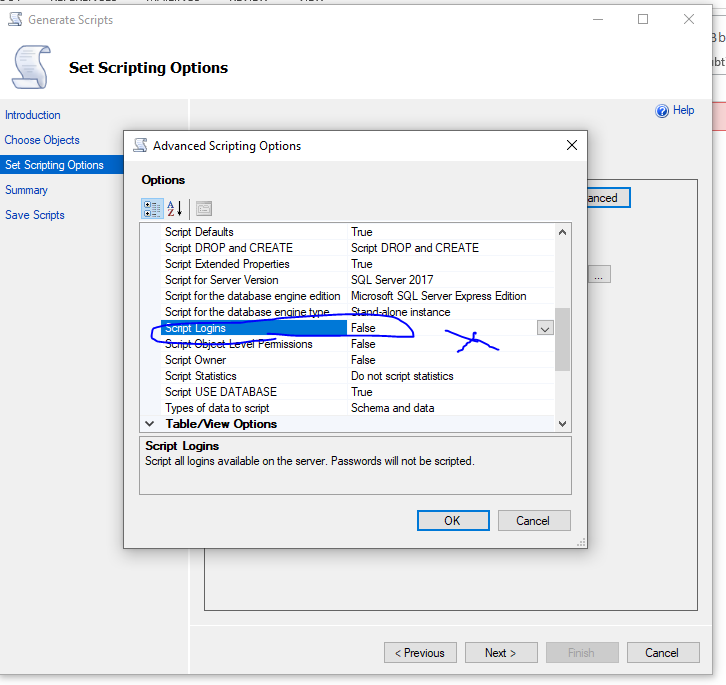 Generate Scripts
Set Scripting Options
Help
Introduction
Choose Objects
Set Scripting Options
Summary
Save Scripts
anced
...
Advanced Scripting Options
Options
Script Defaults True
Script DROP and CREATE Script DROP and CREATE
Script Extended Properties True
Script for Server Version SQL Server 2017
Script for the database engine edition Microsoft SQL Server Express Edition
Script for the database engine type Stand-alone instance
Script Logins False
Script Object Level Permissions False
Script Owner False
Script Statistics Do not script statistics
Script USE DATABASE True
Types of data to script Schema and data
Table/View Options
Script Logins
Script all logins available on the server. Passwords will not be scripted.
OK Cancel
< Previous Next > Finish Cancel